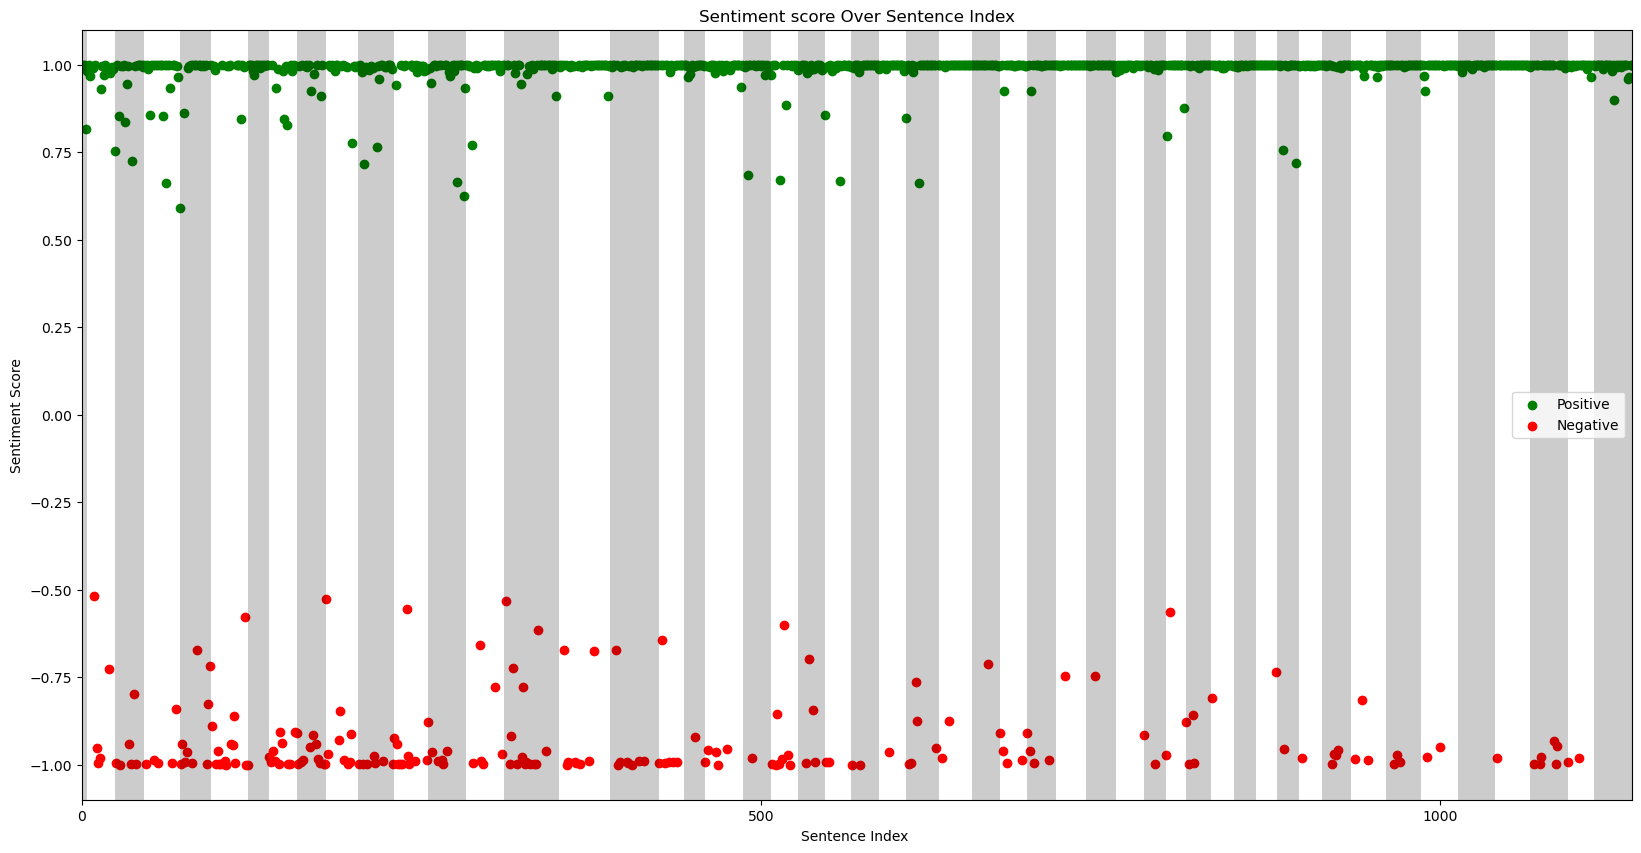 Sentiment score Over Sentence Index
1.00
0.75
0.50
0.25
0.00
−0.25
−0.50
−0.75
−1.00
Sentiment Score
Positive
Negative
0
500
1000
Sentence Index